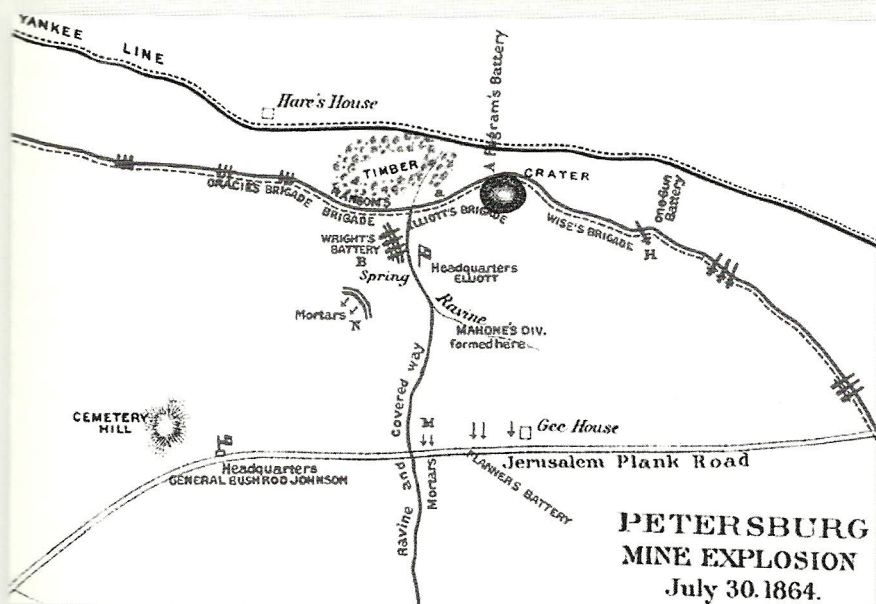 YANKEE LINE
Hare's House
A Pegram's Battery
TIMBER
CRATER
one-Gun
Battery
GRACIES BRIGADE
RANSOM'S
BRIGADE
a
ELLIOTT'S BRIGADE
WISE'S BRIGADE
H
WRIGHT'S
BATTERY
B
Spring
Headquarters
ELLIOTT
Mortars
N
Ravine
MAHONE'S DIV.
formed here
CEMETERY
HILL
Ravine and Covered way
M
Mortars
Gee House
Headquarters
GENERAL BUSHROD JOHNSON
Jerusalem Plank Road
FLANNER'S BATTERY
PETERSBURG
MINE EXPLOSION
July 30.1864.